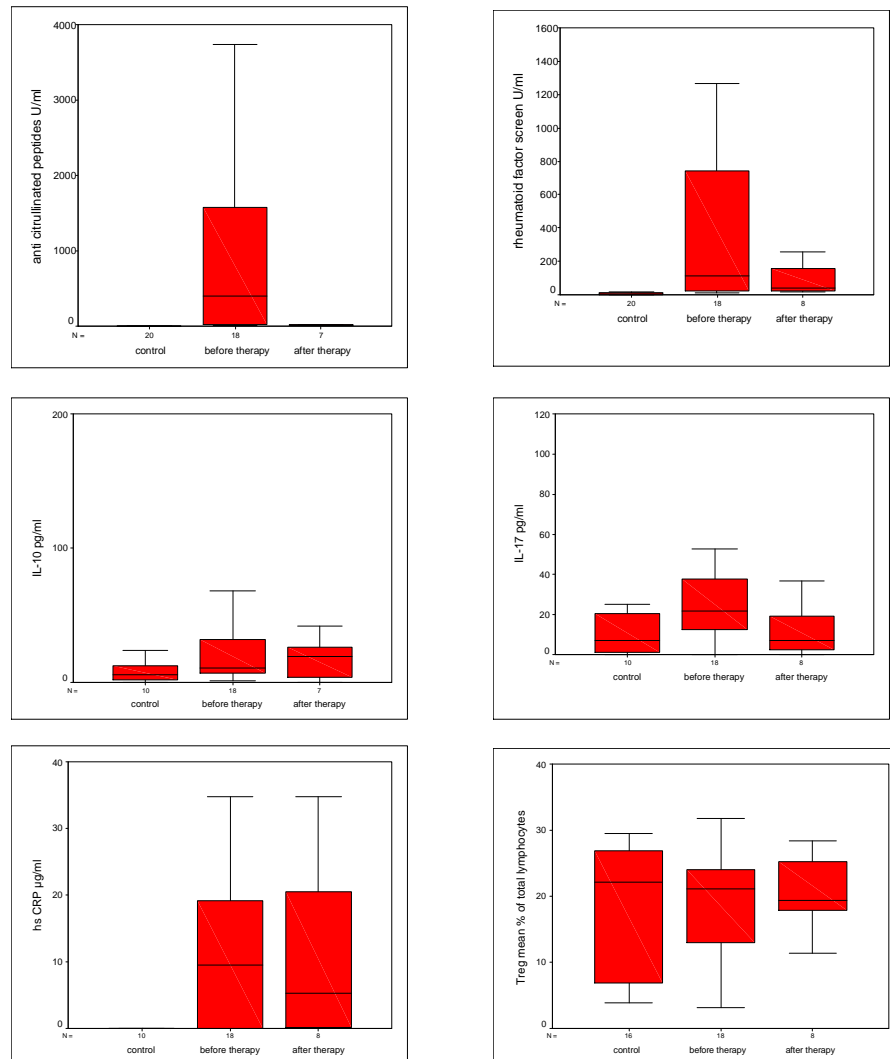 anti citrullinated peptides U/ml
4000
3000
2000
1000
0
N = 20 18 7
control before therapy after therapy
rheumatoid factor screen U/ml
1600
1400
1200
1000
800
600
400
200
0
N = 20 18 8
control before therapy after therapy
IL-10 pg/ml
200
100
0
N = 10 18 7
control before therapy after therapy
IL-17 pg/ml
120
100
80
60
40
20
0
N = 10 18 8
control before therapy after therapy
hs CRP µg/ml
40
30
20
10
0
N = 10 18 8
control before therapy after therapy
Treg mean % of total lymphocytes
40
30
20
10
0
N = 16 18 8
control before therapy after therapy